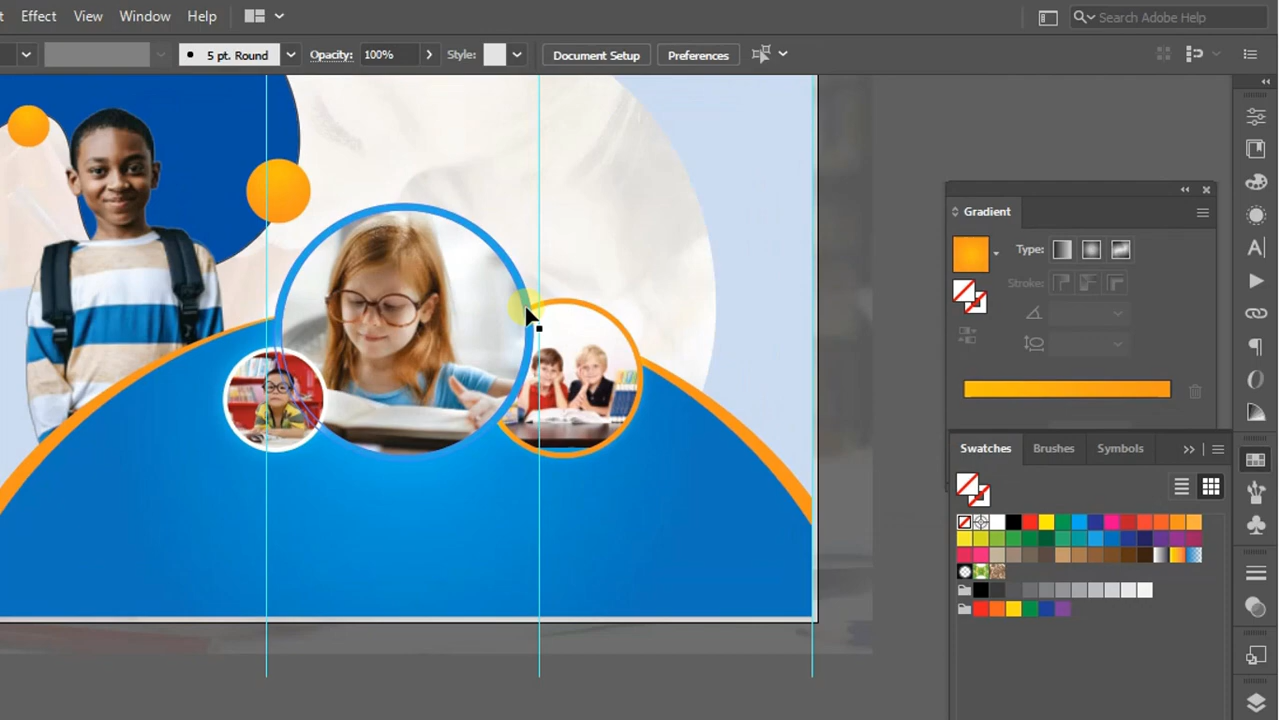 Effect View Window Help Search Adobe Help
5 pt. Round Opacity: 100% Style: Document Setup Preferences
Gradient
Type:
Stroke:
Swatches Brushes Symbols